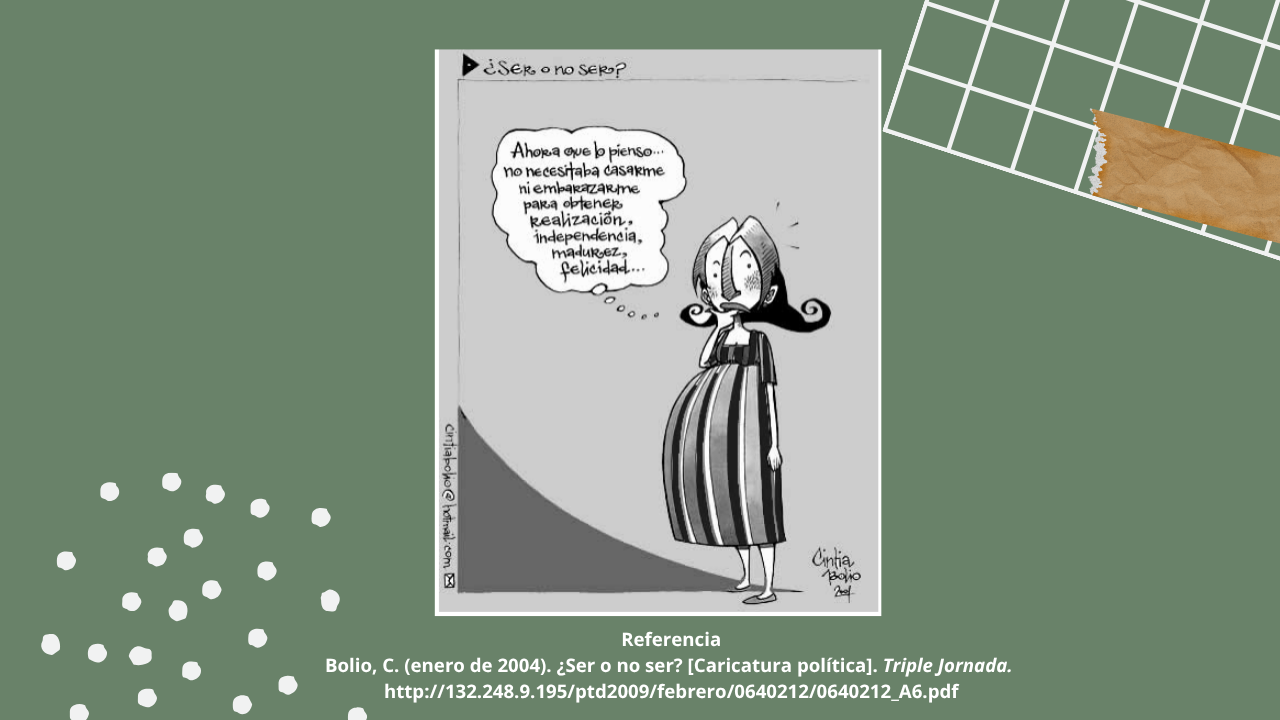 ¿Ser o no ser?
Ahora que lo pienso...
no necesitaba casarme
ni embarazarme
para obtener
realización,
independencia,
madurez,
felicidad...
cintiabolio@hotmail.com
Cintia
Bolio
Referencia
Bolio, C. (enero de 2004). ¿Ser o no ser? [Caricatura política]. Triple Jornada.
http://132.248.9.195/ptd2009/febrero/0640212/0640212_A6.pdf